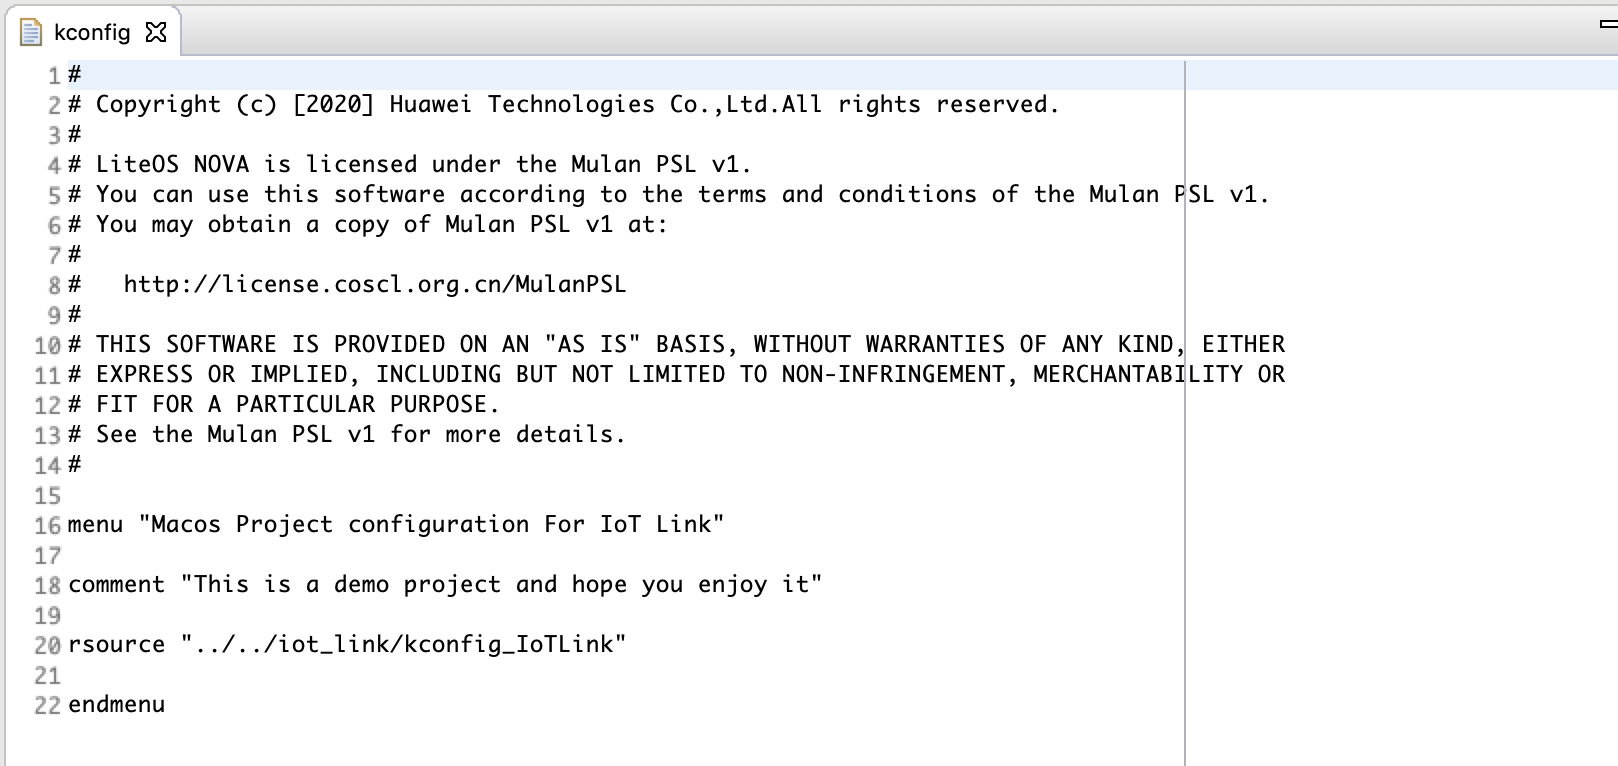 kconfig
1 #
2 # Copyright (c) [2020] Huawei Technologies Co.,Ltd.All rights reserved.
3 #
4 # LiteOS NOVA is licensed under the Mulan PSL v1.
5 # You can use this software according to the terms and conditions of the Mulan PSL v1.
6 # You may obtain a copy of Mulan PSL v1 at:
7 #
8 #   http://license.coscl.org.cn/MulanPSL
9 #
10 # THIS SOFTWARE IS PROVIDED ON AN "AS IS" BASIS, WITHOUT WARRANTIES OF ANY KIND, EITHER
11 # EXPRESS OR IMPLIED, INCLUDING BUT NOT LIMITED TO NON-INFRINGEMENT, MERCHANTABILITY OR
12 # FIT FOR A PARTICULAR PURPOSE.
13 # See the Mulan PSL v1 for more details.
14 #
15
16 menu "Macos Project configuration For IoT Link"
17
18 comment "This is a demo project and hope you enjoy it"
19
20 rsource "../../iot_link/kconfig_IoTLink"
21
22 endmenu